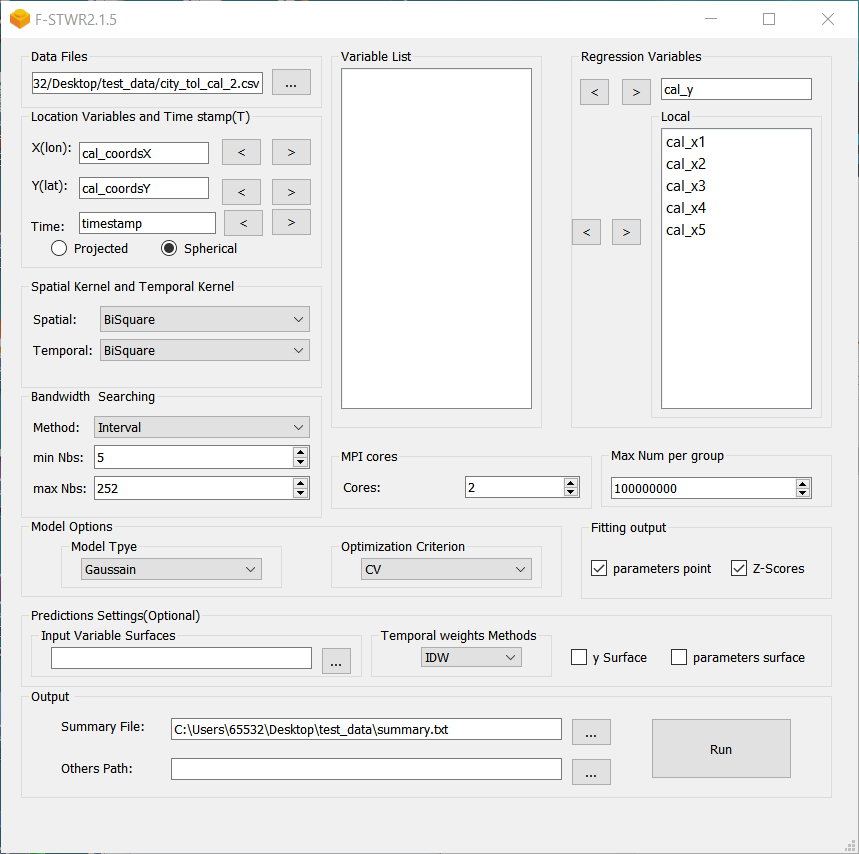 F-STWR2.1.5
Data Files
32/Desktop/test_data/city_tol_cal_2.csv
...
Location Variables and Time stamp(T)
X(lon):
cal_coordsX
<
>
Y(lat):
cal_coordsY
<
>
Time:
timestamp
<
>
Projected
Spherical
Variable List
Regression Variables
<
>
cal_y
Local
cal_x1
cal_x2
cal_x3
cal_x4
cal_x5
<
>
Spatial Kernel and Temporal Kernel
Spatial:
BiSquare
Temporal:
BiSquare
Bandwidth Searching
Method:
Interval
min Nbs:
5
max Nbs:
252
MPI cores
Cores:
2
Max Num per group
100000000
Model Options
Model Tpye
Gaussain
Optimization Criterion
CV
Fitting output
parameters point
Z-Scores
Predictions Settings(Optional)
Input Variable Surfaces
...
Temporal weights Methods
IDW
y Surface
parameters surface
Output
Summary File:
C:\Users\65532\Desktop\test_data\summary.txt
...
Others Path:
...
Run